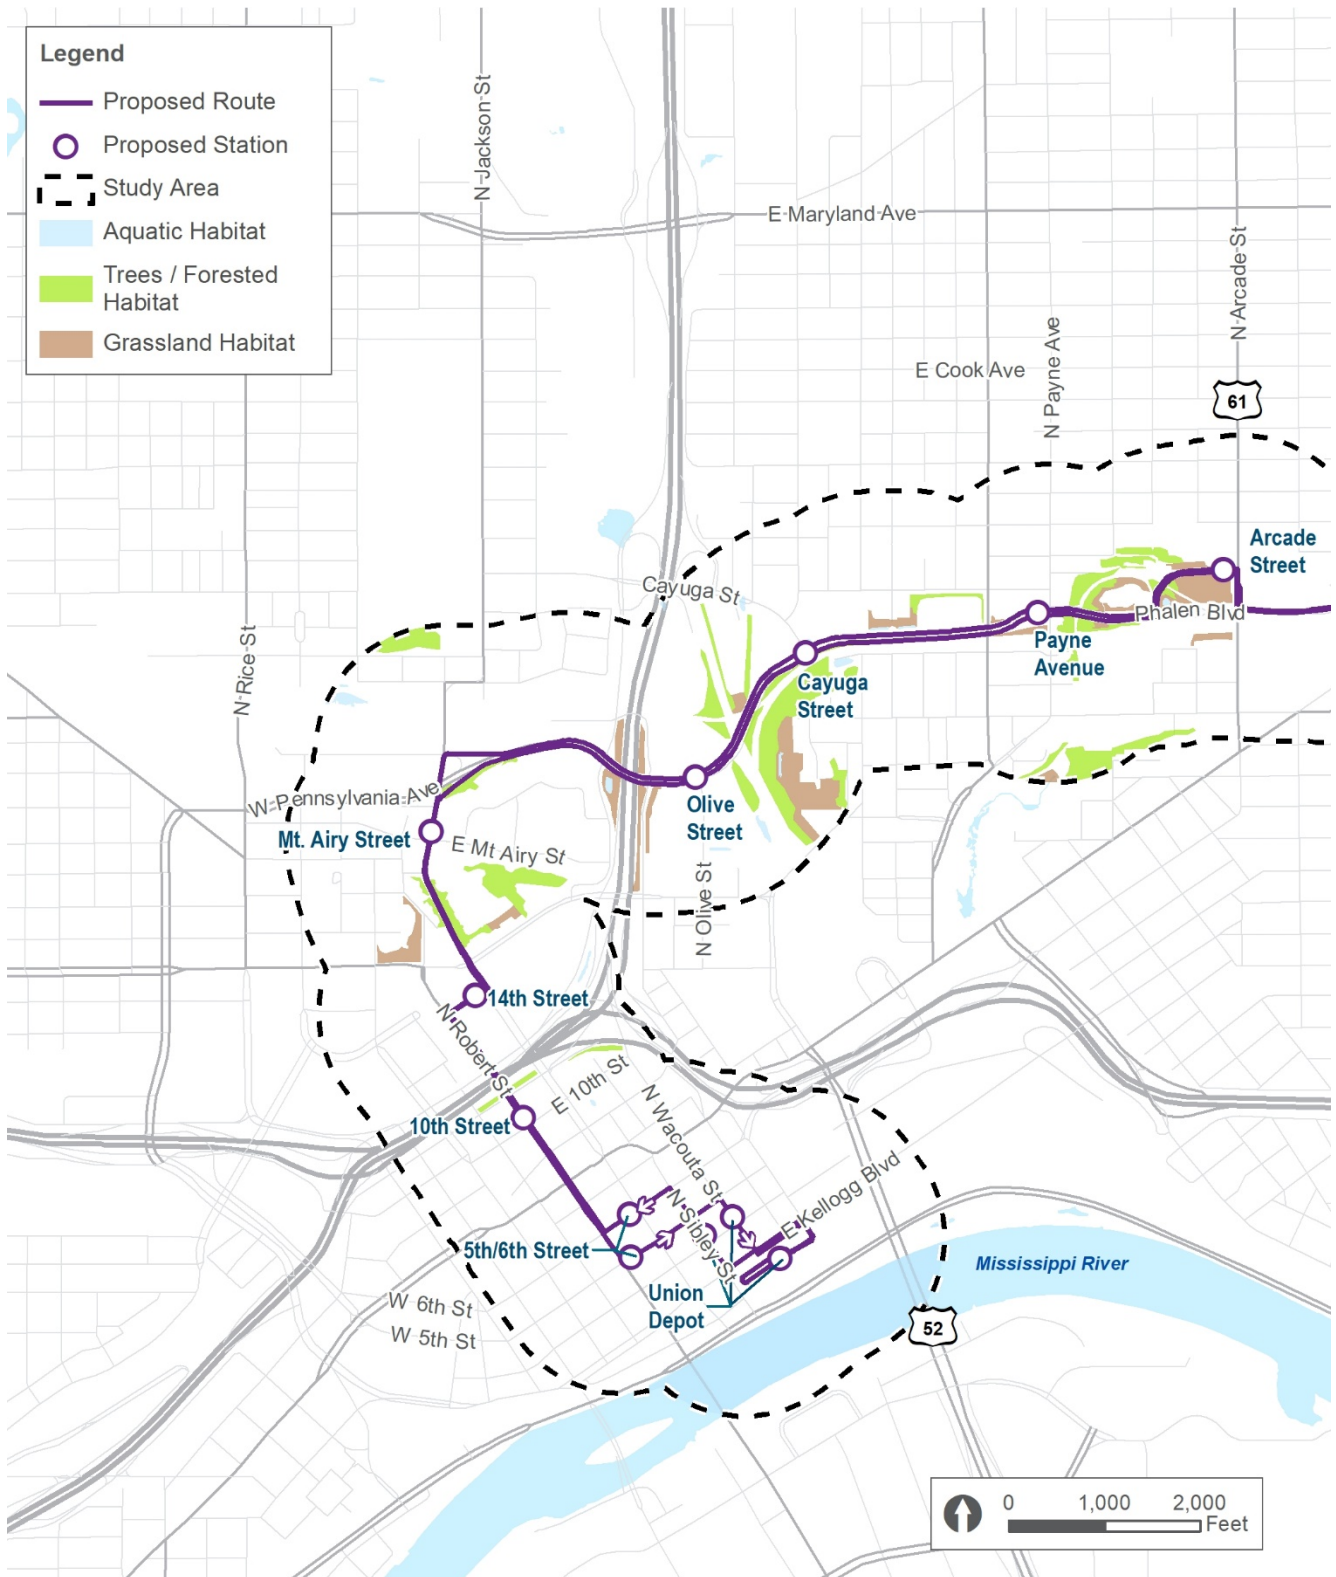 Legend
Proposed Route
Proposed Station
Study Area
Aquatic Habitat
Trees / Forested
Habitat
Grassland Habitat
N Jackson St
E Maryland Ave
N Arcade St
E Cook Ave
N Payne Ave
61
Arcade
Street
Cayuga St
Phalen Blvd
Payne
Avenue
N Rice St
Cayuga
Street
W Pennsylvania Ave
Olive
Street
Mt. Airy Street
E Mt Airy St
N Olive St
14th Street
N Robert St
E 10th St
10th Street
N Wacouta St
E Kellogg Blvd
N Sibley St
5th/6th Street
Mississippi River
Union
Depot
W 6th St
W 5th St
52
0 1,000 2,000
Feet